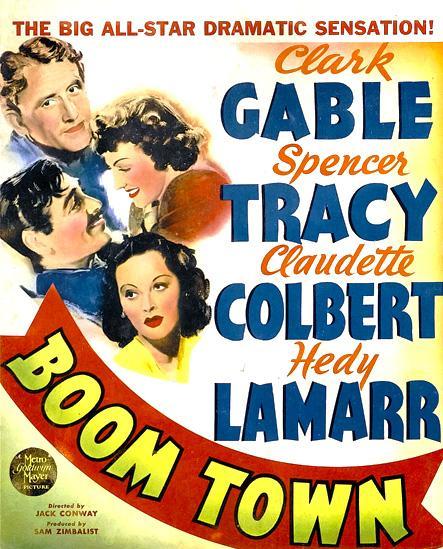 THE BIG ALL-STAR DRAMATIC SENSATION!
Clark
GABLE
Spencer
TRACY
Claudette
COLBERT
Hedy
LAMARR
BOOM TOWN
A
Metro-
Goldwyn
Mayer
PICTURE
Directed by
JACK CONWAY
Produced by
SAM ZIMBALIST